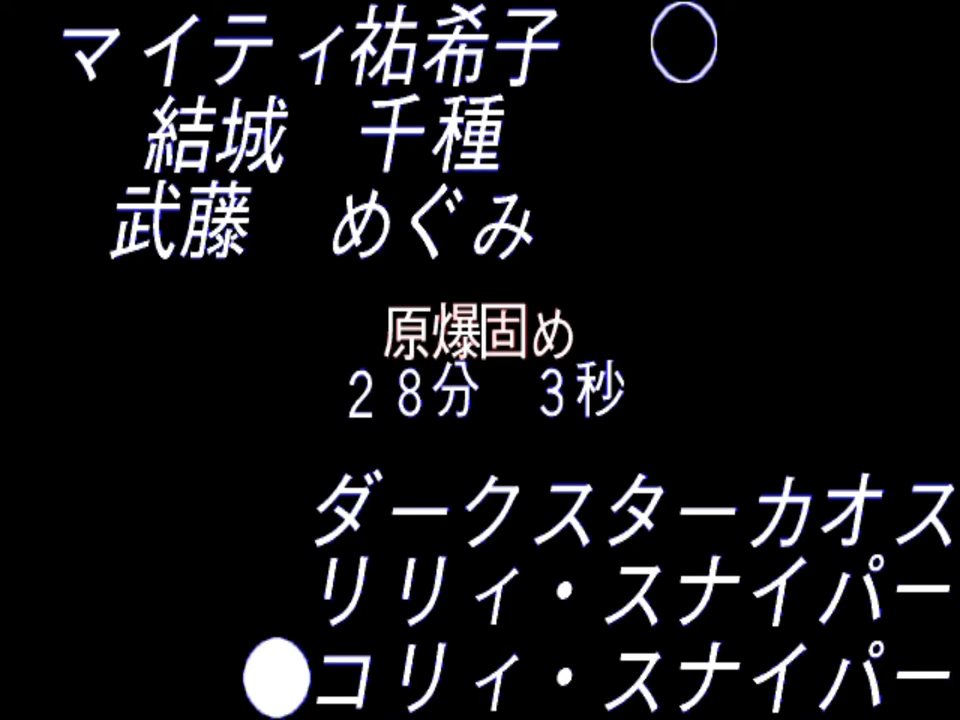 マイティ祐希子 ○
結城　千種
武藤　めぐみ
原爆固め
２８分　３秒
ダークスターカオス
リリィ・スナイパー
●コリィ・スナイパー